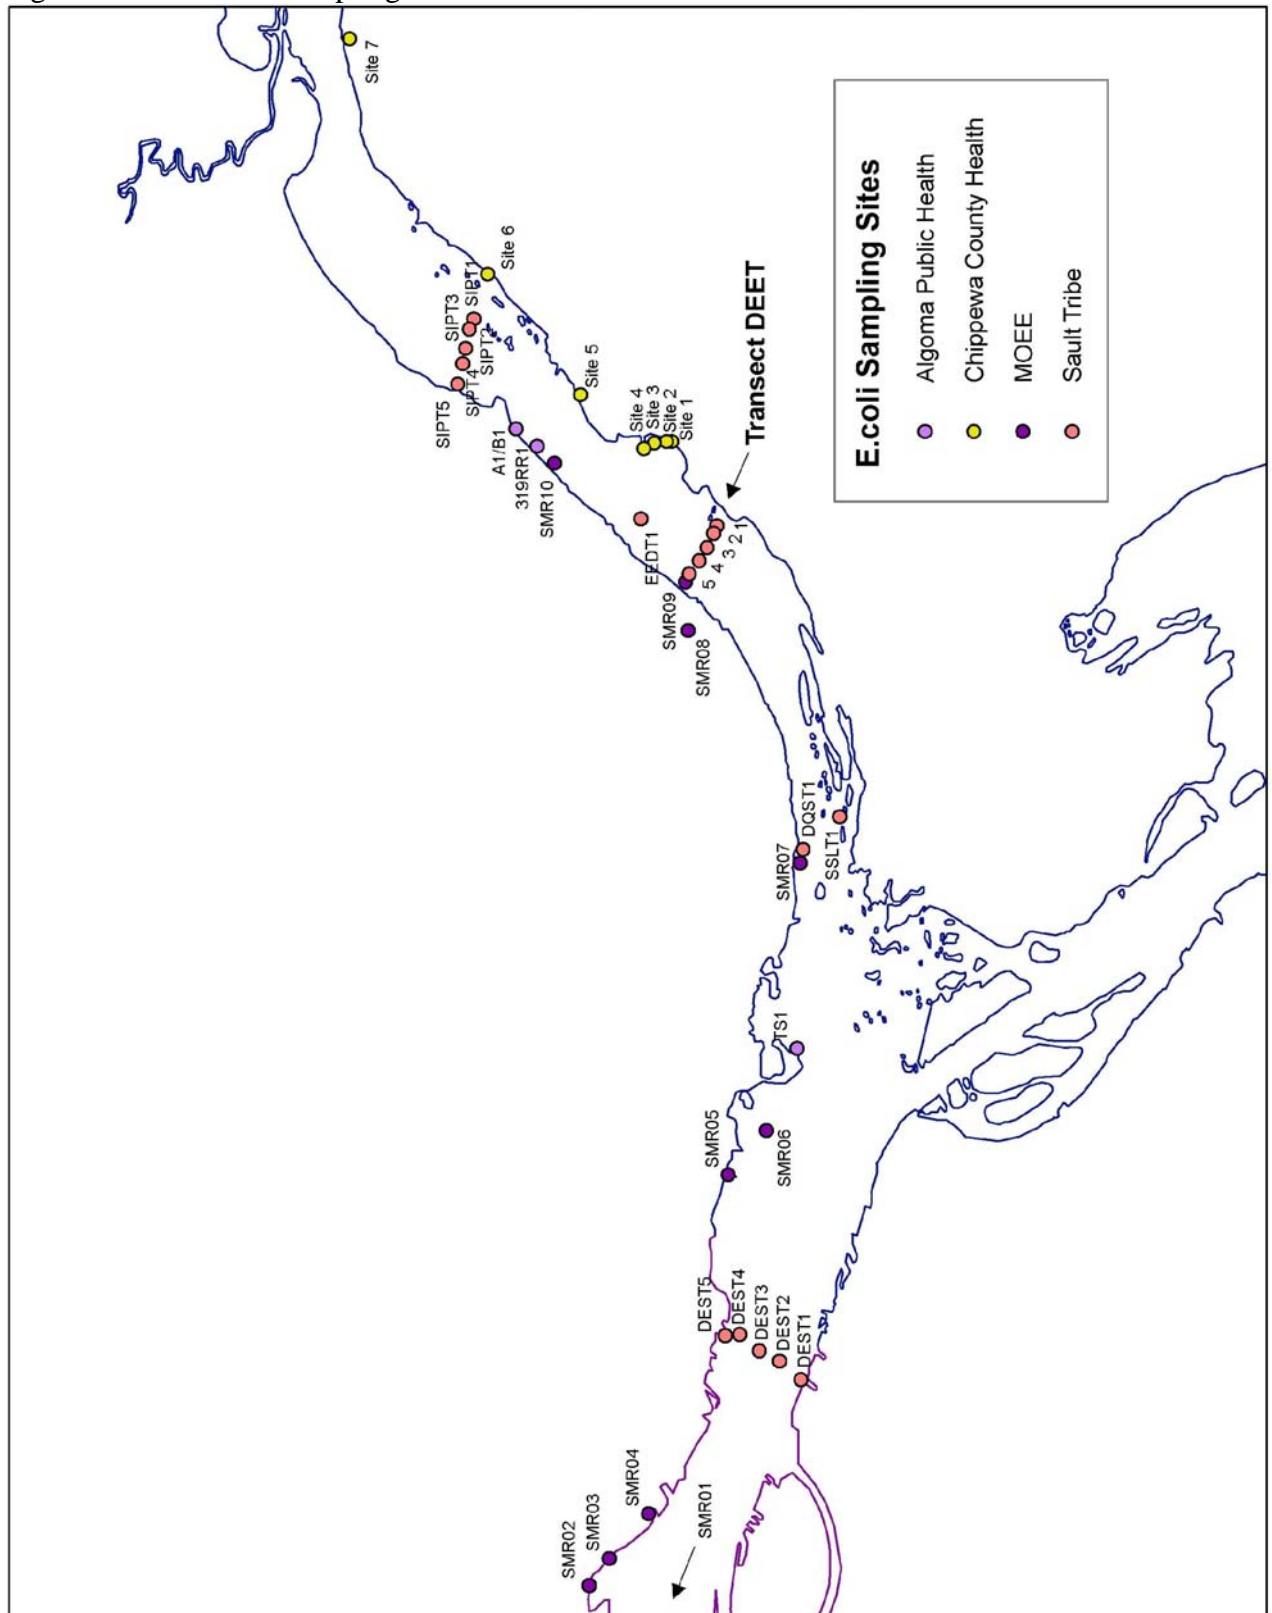 Site 7
Site 6
SIPT1
SIPT3
SIPT2
SIPT4
SIPT5
Site 5
A1/B1
319RR1
SMR10
Site 4
Site 3
Site 2
Site 1
Transect DEET
EEDT1
1
2
3
4
5
SMR09
SMR08
DQST1
SMR07
SSLT1
TS1
SMR05
SMR06
DEST5
DEST4
DEST3
DEST2
DEST1
SMR04
SMR03
SMR02
SMR01
E.coli Sampling Sites
Algoma Public Health
Chippewa County Health
MOEE
Sault Tribe